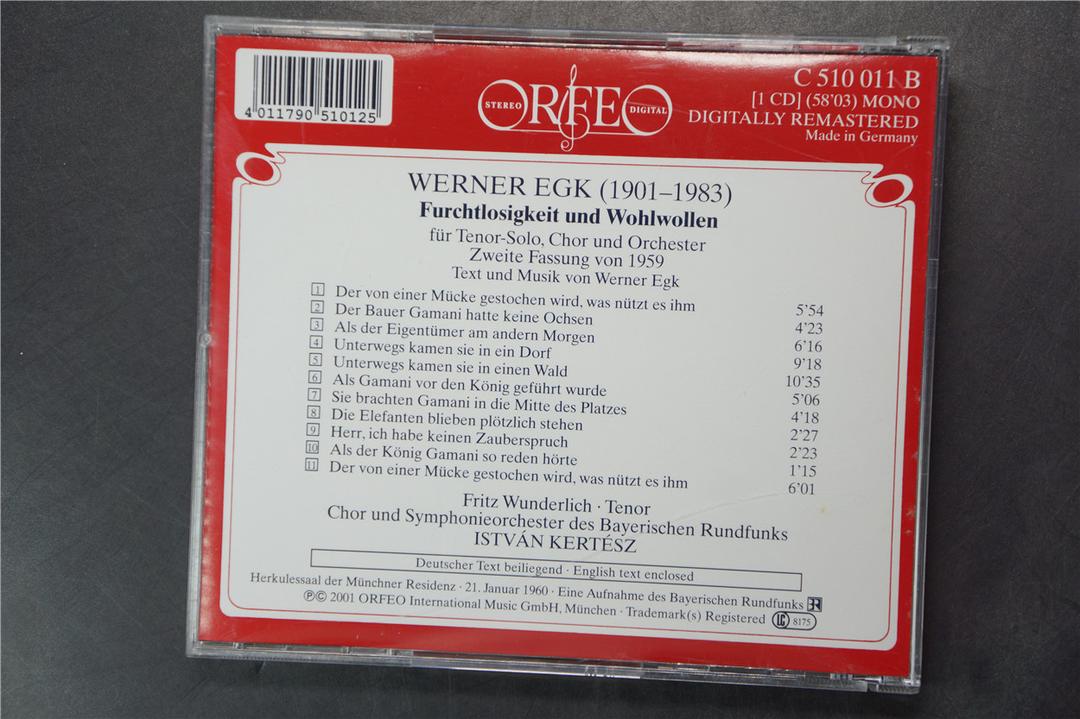 4 011790 510125
STEREO ORFEO DIGITAL
C 510 011 B
[1 CD] (58'03) MONO
DIGITALLY REMASTERED
Made in Germany
WERNER EGK (1901–1983)
Furchtlosigkeit und Wohlwollen
für Tenor-Solo, Chor und Orchester
Zweite Fassung von 1959
Text und Musik von Werner Egk
1 Der von einer Mücke gestochen wird, was nützt es ihm 5'54
2 Der Bauer Gamani hatte keine Ochsen 4'23
3 Als der Eigentümer am andern Morgen 6'16
4 Unterwegs kamen sie in ein Dorf 9'18
5 Unterwegs kamen sie in einen Wald 10'35
6 Als Gamani vor den König geführt wurde 5'06
7 Sie brachten Gamani in die Mitte des Platzes 4'18
8 Die Elefanten blieben plötzlich stehen 2'27
9 Herr, ich habe keinen Zauberspruch 2'23
10 Als der König Gamani so reden hörte 1'15
11 Der von einer Mücke gestochen wird, was nützt es ihm 6'01
Fritz Wunderlich · Tenor
Chor und Symphonieorchester des Bayerischen Rundfunks
ISTVÁN KERTÉSZ
Deutscher Text beiliegend · English text enclosed
Herkulessaal der Münchner Residenz · 21. Januar 1960 · Eine Aufnahme des Bayerischen Rundfunks BR
℗© 2001 ORFEO International Music GmbH, München · Trademark(s) Registered LC 8175